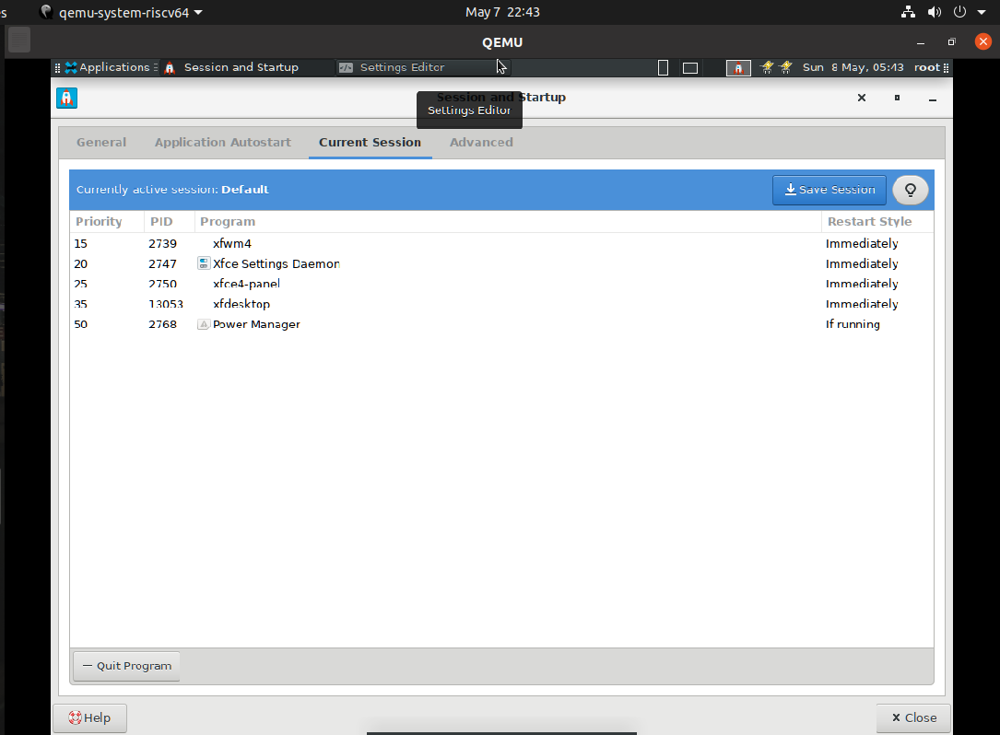 s qemu-system-riscv64 May 7 22:43
QEMU
Applications Session and Startup Settings Editor Sun 8 May, 05:43 root
Session and Startup
Settings Editor
General Application Autostart Current Session Advanced
Currently active session: Default Save Session
Priority PID Program Restart Style
15 2739 xfwm4 Immediately
20 2747 Xfce Settings Daemon Immediately
25 2750 xfce4-panel Immediately
35 13053 xfdesktop Immediately
50 2768 Power Manager If running
Quit Program
Help Close